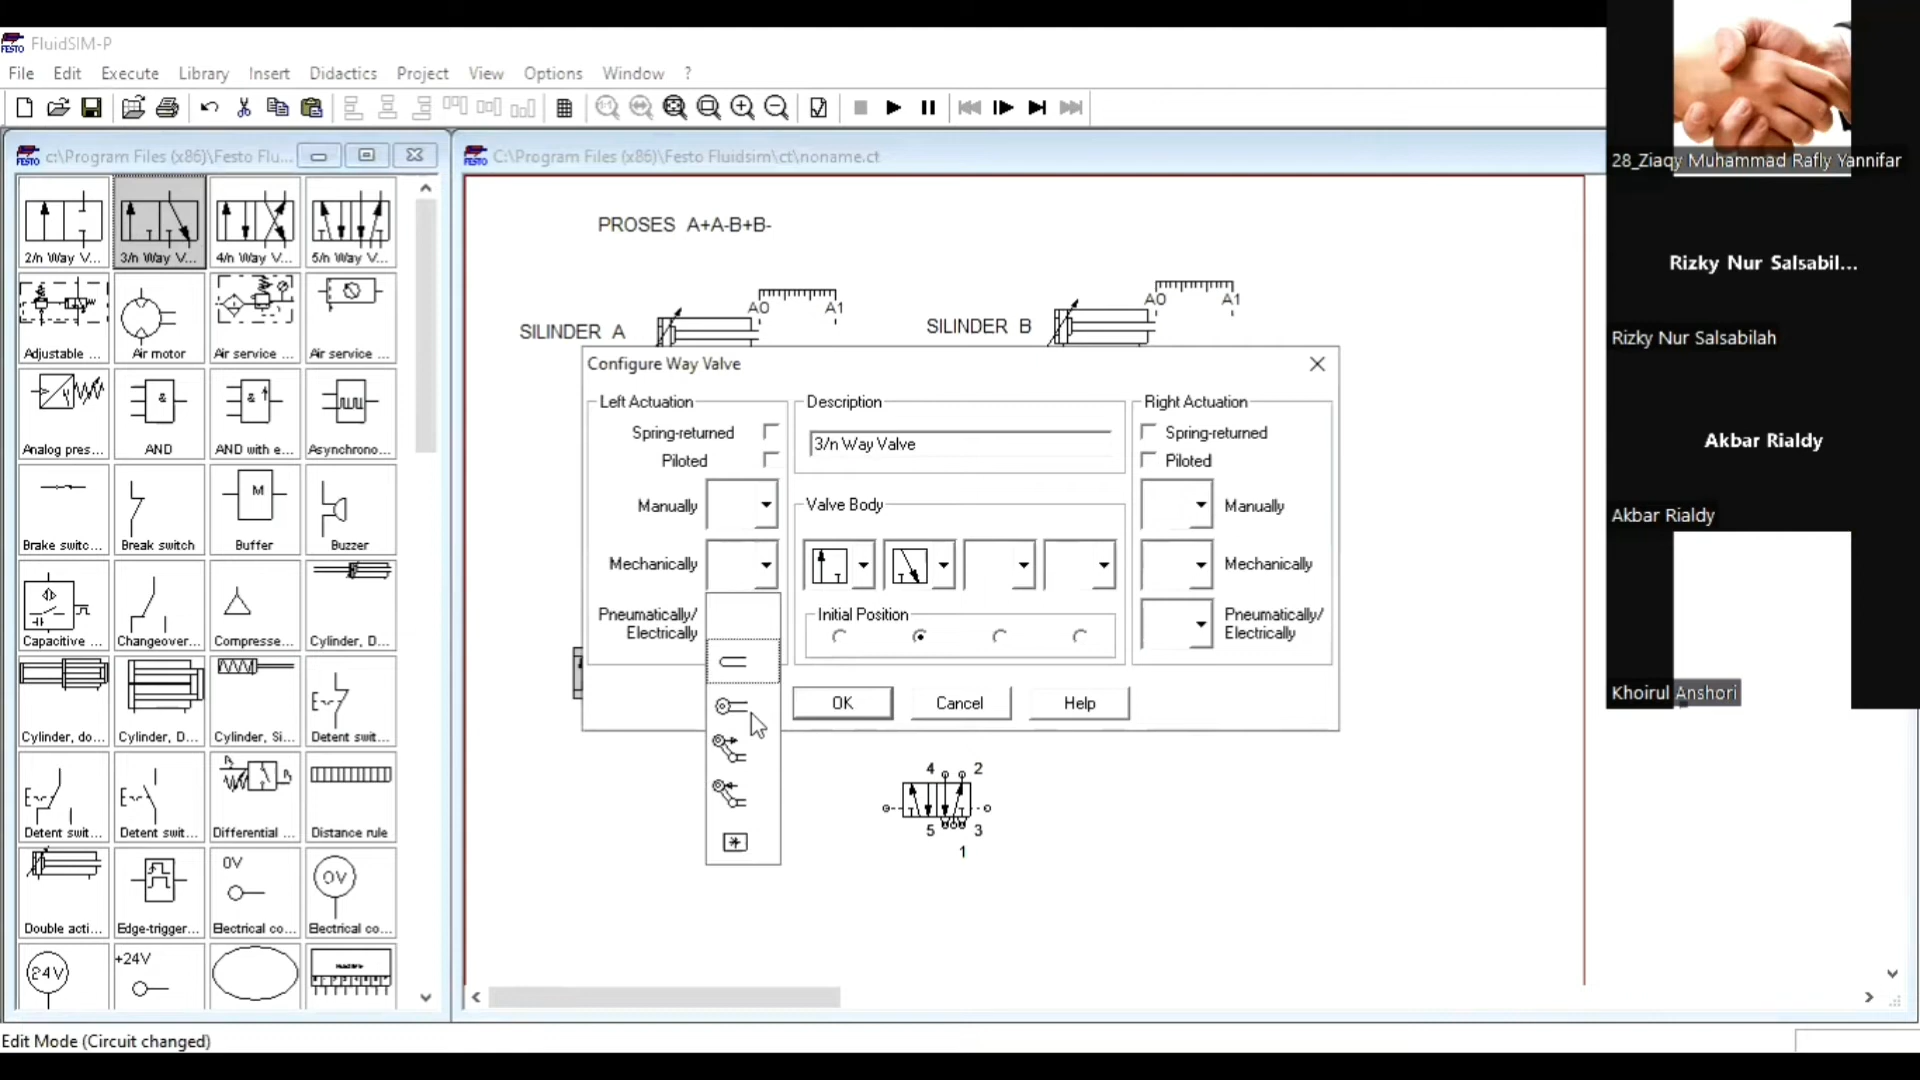 FluidSIM-P
File Edit Execute Library Insert Didactics Project View Options Window ?
c:\Program Files (x86)\Festo Flu...
C:\Program Files (x86)\Festo Fluidsim\ct\noname.ct
2/n Way V... 3/n Way V... 4/n Way V... 5/n Way V...
Adjustable ... Air motor Air service ... Air service ...
Analog pres... AND AND with e... Asynchrono...
Brake switc... Break switch Buffer Buzzer
Capacitive ... Changeover... Compresse... Cylinder, D...
Cylinder, do... Cylinder, D... Cylinder, Si... Detent swit...
Detent swit... Detent swit... Differential ... Distance rule
Double acti... Edge-trigger... Electrical co... Electrical co...
0V 0V
24V +24V
PROSES A+A-B+B-
A0 A1
A0 A1
SILINDER A
SILINDER B
Configure Way Valve
Left Actuation
Spring-returned
Piloted
Manually
Mechanically
Pneumatically/
Electrically
Description
3/n Way Valve
Valve Body
Initial Position
Right Actuation
Spring-returned
Piloted
Manually
Mechanically
Pneumatically/
Electrically
OK Cancel Help
4 2
5 3
1
Edit Mode (Circuit changed)
28_Ziaqy Muhammad Rafly Yannifar
Rizky Nur Salsabil...
Rizky Nur Salsabilah
Akbar Rialdy
Akbar Rialdy
Khoirul Anshori